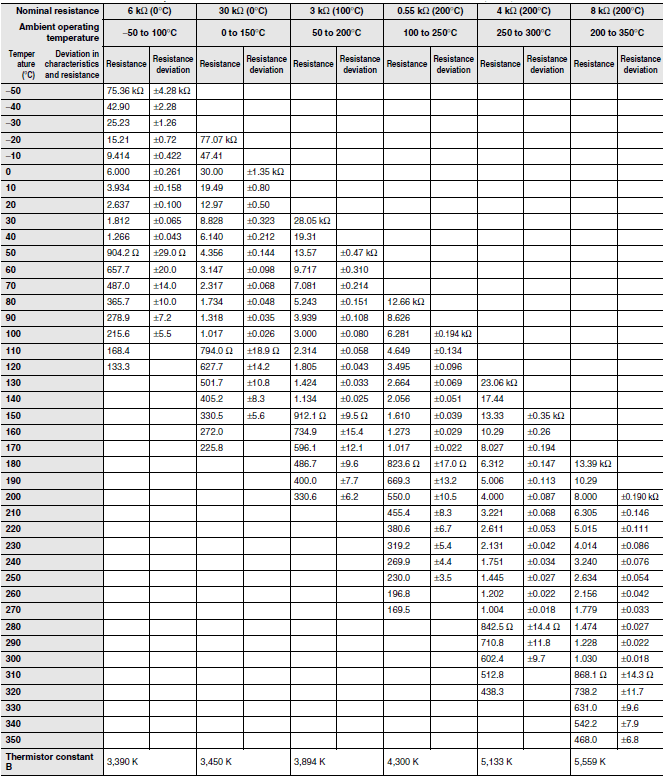 Nominal resistance 6 kΩ (0°C) 30 kΩ (0°C) 3 kΩ (100°C) 0.55 kΩ (200°C) 4 kΩ (200°C) 8 kΩ (200°C)
Ambient operating temperature −50 to 100°C 0 to 150°C 50 to 200°C 100 to 250°C 250 to 300°C 200 to 350°C
Temper ature (°C) Deviation in characteristics and resistance Resistance Resistance deviation Resistance Resistance deviation Resistance Resistance deviation Resistance Resistance deviation Resistance Resistance deviation Resistance Resistance deviation
−50 75.36 kΩ ±4.28 kΩ
−40 42.90 ±2.28
−30 25.23 ±1.26
−20 15.21 ±0.72 77.07 kΩ
−10 9.414 ±0.422 47.41
0 6.000 ±0.261 30.00 ±1.35 kΩ
10 3.934 ±0.158 19.49 ±0.80
20 2.637 ±0.100 12.97 ±0.50
30 1.812 ±0.065 8.828 ±0.323 28.05 kΩ
40 1.266 ±0.043 6.140 ±0.212 19.31
50 904.2 Ω ±29.0 Ω 4.356 ±0.144 13.57 ±0.47 kΩ
60 657.7 ±20.0 3.147 ±0.098 9.717 ±0.310
70 487.0 ±14.0 2.317 ±0.068 7.081 ±0.214
80 365.7 ±10.0 1.734 ±0.048 5.243 ±0.151 12.66 kΩ
90 278.9 ±7.2 1.318 ±0.035 3.939 ±0.108 8.626
100 215.6 ±5.5 1.017 ±0.026 3.000 ±0.080 6.281 ±0.194 kΩ
110 168.4 794.0 Ω ±18.9 Ω 2.314 ±0.058 4.649 ±0.134
120 133.3 627.7 ±14.2 1.805 ±0.043 3.495 ±0.096
130 501.7 ±10.8 1.424 ±0.033 2.664 ±0.069 23.06 kΩ
140 405.2 ±8.3 1.134 ±0.025 2.056 ±0.051 17.44
150 330.5 ±5.6 912.1 Ω ±9.5 Ω 1.610 ±0.039 13.33 ±0.35 kΩ
160 272.0 734.9 ±15.4 1.273 ±0.029 10.29 ±0.26
170 225.8 596.1 ±12.1 1.017 ±0.022 8.027 ±0.194
180 486.7 ±9.6 823.6 Ω ±17.0 Ω 6.312 ±0.147 13.39 kΩ
190 400.0 ±7.7 669.3 ±13.2 5.006 ±0.113 10.29
200 330.6 ±6.2 550.0 ±10.5 4.000 ±0.087 8.000 ±0.190 kΩ
210 455.4 ±8.3 3.221 ±0.068 6.305 ±0.146
220 380.6 ±6.7 2.611 ±0.053 5.015 ±0.111
230 319.2 ±5.4 2.131 ±0.042 4.014 ±0.086
240 269.9 ±4.4 1.751 ±0.034 3.240 ±0.076
250 230.0 ±3.5 1.445 ±0.027 2.634 ±0.054
260 196.8 1.202 ±0.022 2.156 ±0.042
270 169.5 1.004 ±0.018 1.779 ±0.033
280 842.5 Ω ±14.4 Ω 1.474 ±0.027
290 710.8 ±11.8 1.228 ±0.022
300 602.4 ±9.7 1.030 ±0.018
310 512.8 868.1 Ω ±14.3 Ω
320 438.3 738.2 ±11.7
330 631.0 ±9.6
340 542.2 ±7.9
350 468.0 ±6.8
Thermistor constant B 3,390 K 3,450 K 3,894 K 4,300 K 5,133 K 5,559 K